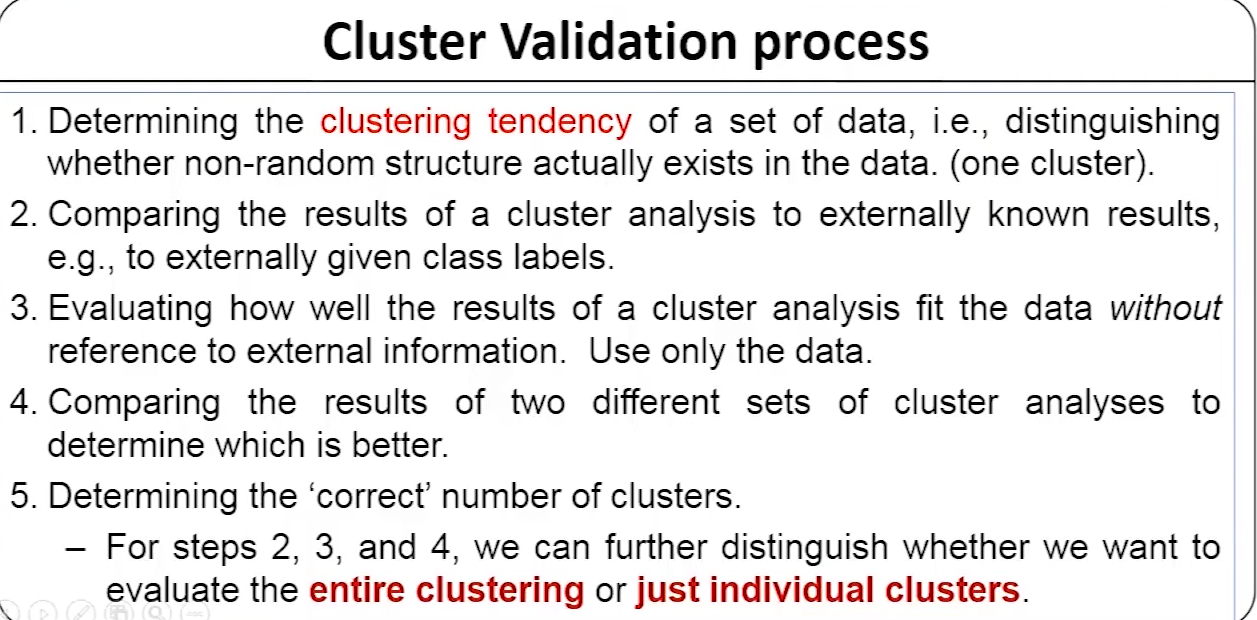 Cluster Validation process
1. Determining the clustering tendency of a set of data, i.e., distinguishing
whether non-random structure actually exists in the data. (one cluster).
2. Comparing the results of a cluster analysis to externally known results,
e.g., to externally given class labels.
3. Evaluating how well the results of a cluster analysis fit the data without
reference to external information.  Use only the data.
4. Comparing the results of two different sets of cluster analyses to
determine which is better.
5. Determining the ‘correct’ number of clusters.
– For steps 2, 3, and 4, we can further distinguish whether we want to
evaluate the entire clustering or just individual clusters.